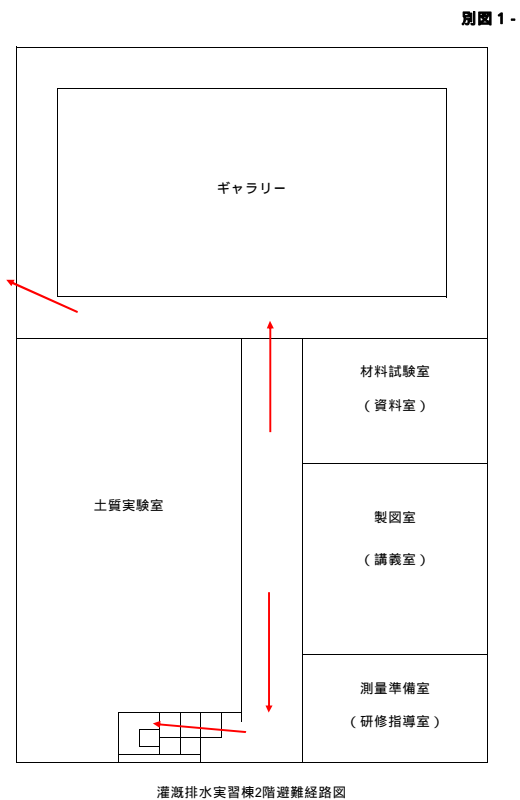 別図１-
ギャラリー
材料試験室
（資料室）
土質実験室
製図室
（講義室）
測量準備室
（研修指導室）
灌漑排水実習棟2階避難経路図